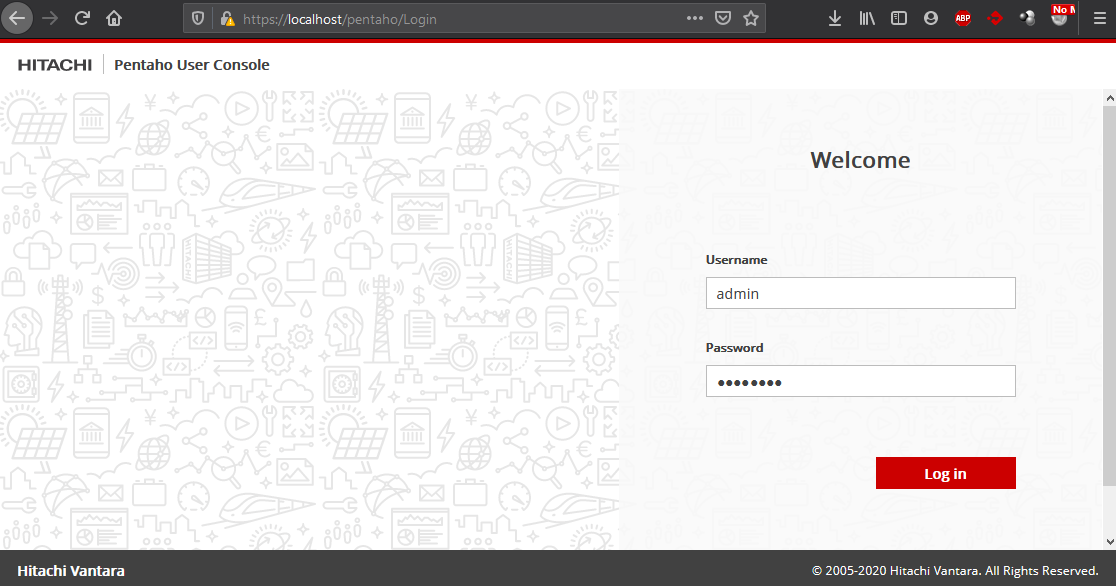 https://localhost/pentaho/Login
ABP
No M
HITACHI
Pentaho User Console
Welcome
Username
admin
Password
●●●●●●●●
Log in
Hitachi Vantara
© 2005-2020 Hitachi Vantara. All Rights Reserved.